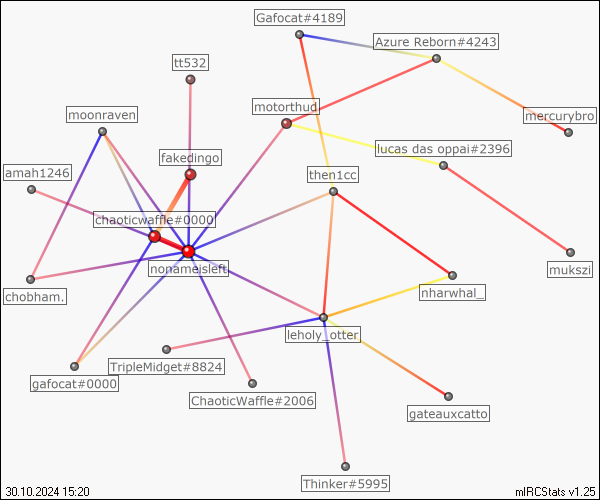 Gafocat#4189
Azure Reborn#4243
tt532
moonraven
motorthud
mercurybro
fakedingo
lucas das oppai#2396
amah1246
then1cc
chaoticwaffle#0000
nonameisleft
mukszi
chobham.
nharwhal_
leholy_otter
TripleMidget#8824
gafocat#0000
ChaoticWaffle#2006
gateauxcatto
Thinker#5995
30.10.2024 15:20
mIRCStats v1.25